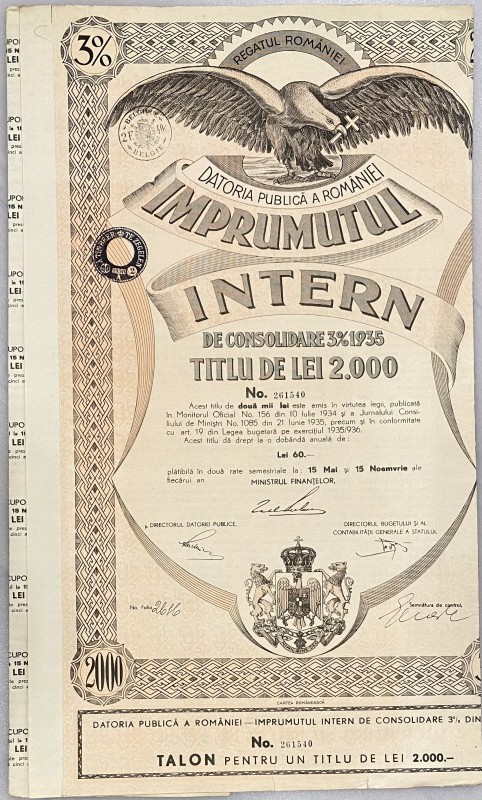 3%
REGATUL ROMÂNIEI
BELGIQUE
BELGIË
DATORIA PUBLICĂ A ROMÂNIEI
IMPRUMUTUL
INTERN
DE CONSOLIDARE 3% 1935
TITLU DE LEI 2.000
No. 261540
Acest titlu de două mii lei este emis în virtutea legii, publicată
în Monitorul Oficial No. 156 din 10 Iulie 1934 și a Jurnalului Consi-
liului de Miniștri No. 1085 din 21 Iunie 1935, precum și în conformitate
cu art. 19 din Legea bugetară pe exercițiul 1935/936.
Acest titlu dă drept la o dobândă anuală de:
Lei 60.—
plătibilă în două rate semestriale la: 15 Mai și 15 Noemvrie ale
fiecărui an.
MINISTRUL FINANȚELOR,
DIRECTORUL DATORIEI PUBLICE,
DIRECTORUL BUGETULUI ȘI AL
CONTABILITĂȚII GENERALE A STATULUI,
No. Folio 2616
Semnătura de control,
2000
CARTEA ROMÂNEASCĂ
DATORIA PUBLICĂ A ROMÂNIEI—IMPRUMUTUL INTERN DE CONSOLIDARE 3% DIN
No. 261540
TALON PENTRU UN TITLU DE LEI 2.000.—